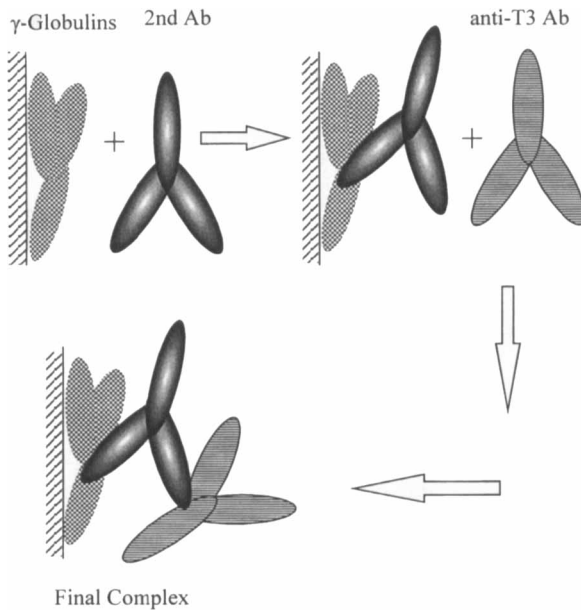 γ-Globulins 2nd Ab anti-T3 Ab
+ +
Final Complex